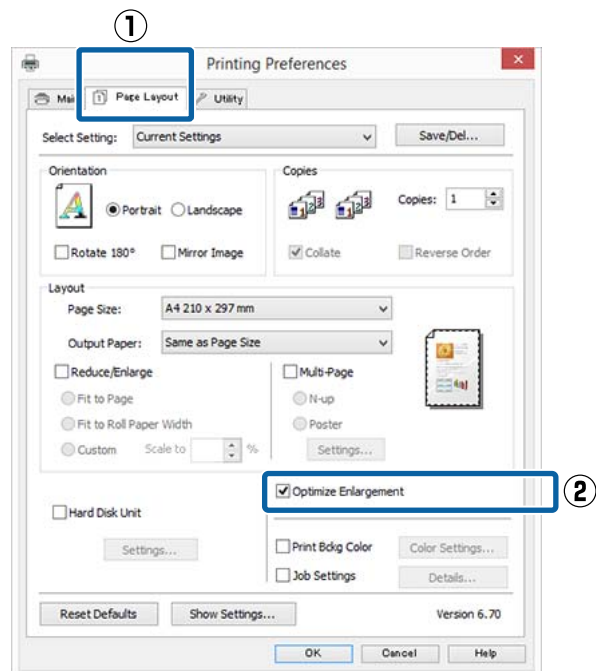 ①
Printing Preferences
Mai Page Layout Utility
Select Setting: Current Settings Save/Del...
Orientation Copies
Portrait Landscape Copies: 1
Rotate 180° Mirror Image Collate Reverse Order
Layout
Page Size: A4 210 x 297 mm
Output Paper: Same as Page Size
Reduce/Enlarge Multi-Page
Fit to Page N-up
Fit to Roll Paper Width Poster
Custom Scale to % Settings...
Optimize Enlargement ②
Hard Disk Unit
Settings... Print Bckg Color Color Settings...
Job Settings Details...
Reset Defaults Show Settings... Version 6.70
OK Cancel Help